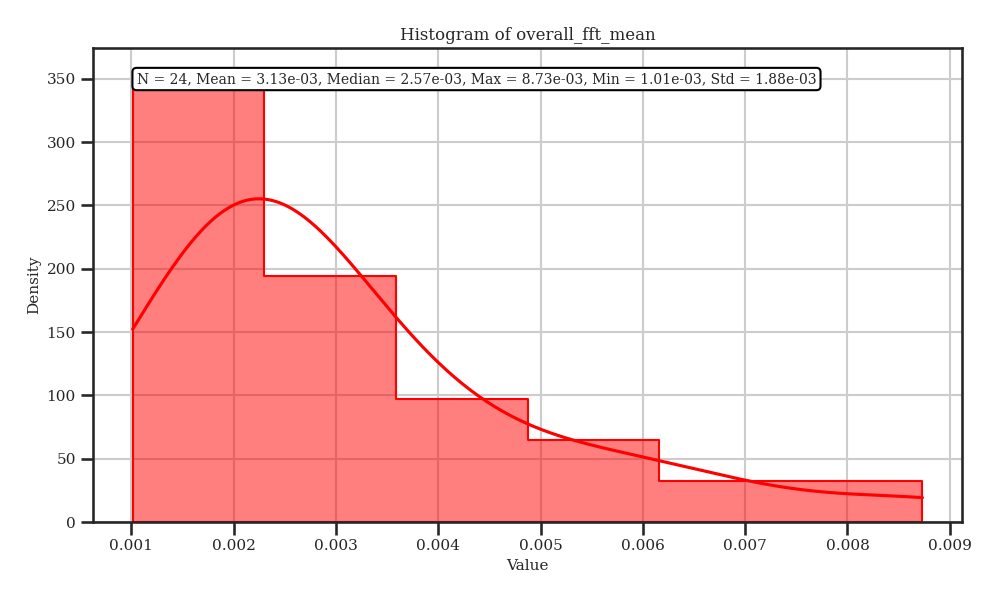 Histogram of overall_fft_mean
N = 24, Mean = 3.13e-03, Median = 2.57e-03, Max = 8.73e-03, Min = 1.01e-03, Std = 1.88e-03
350
300
250
200
150
100
50
0
Density
0.001 0.002 0.003 0.004 0.005 0.006 0.007 0.008 0.009
Value